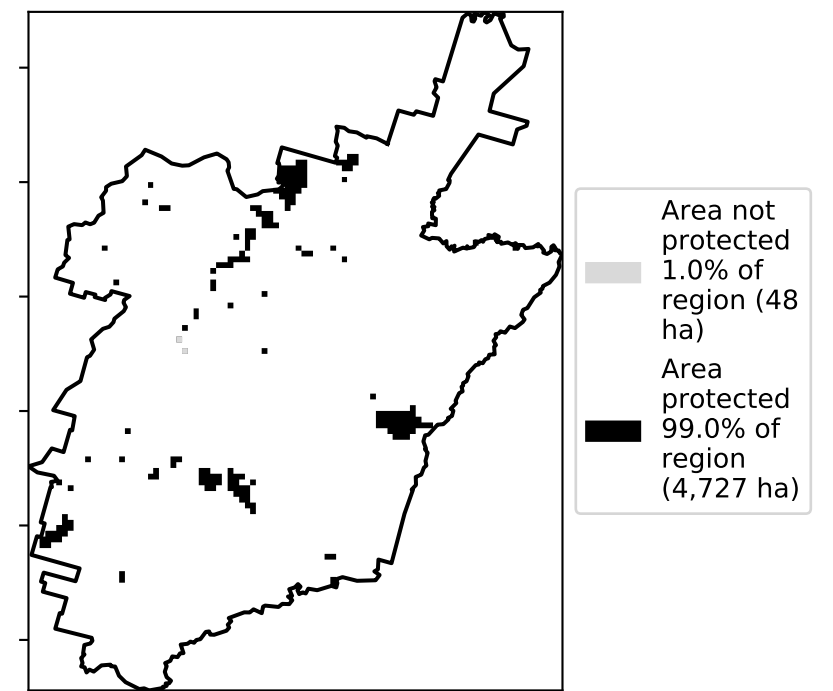 Area not
protected
1.0% of
region (48
ha)
Area
protected
99.0% of
region
(4,727 ha)